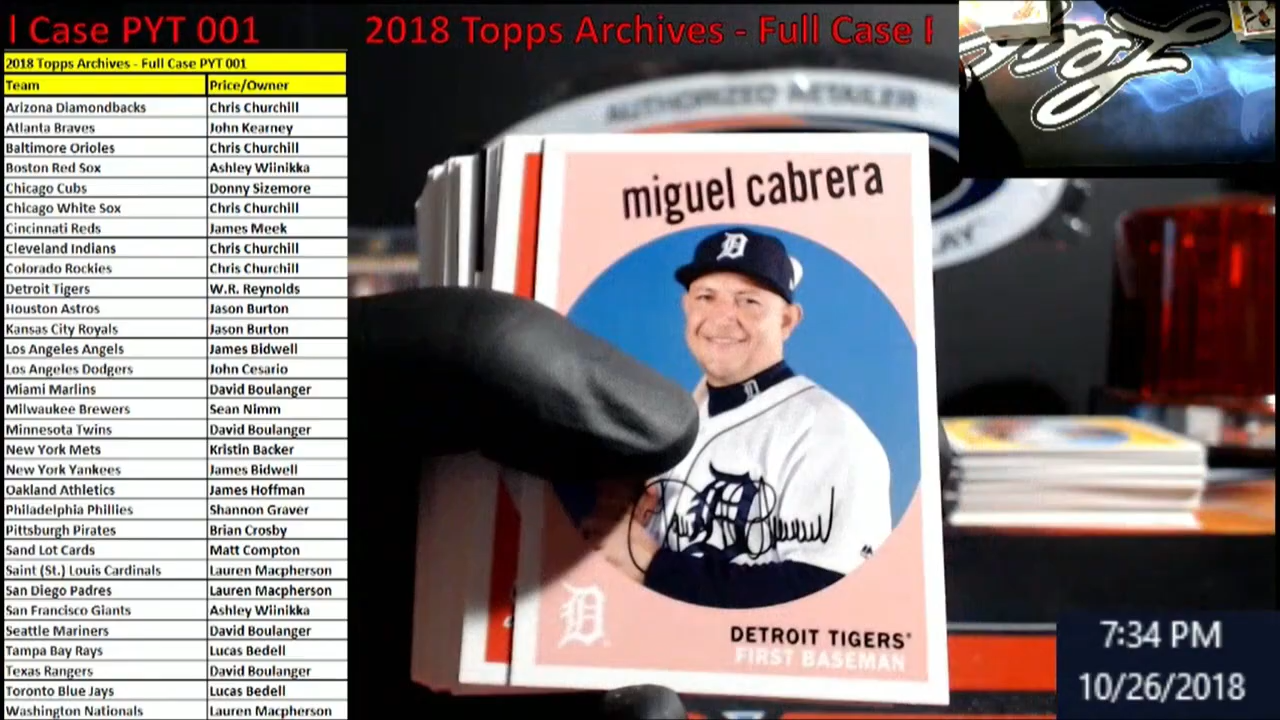 l Case PYT 001
2018 Topps Archives - Full Case
2018 Topps Archives - Full Case PYT 001
Team Price/Owner
Arizona Diamondbacks Chris Churchill
Atlanta Braves John Kearney
Baltimore Orioles Chris Churchill
Boston Red Sox Ashley Wiinikka
Chicago Cubs Donny Sizemore
Chicago White Sox Chris Churchill
Cincinnati Reds James Meek
Cleveland Indians Chris Churchill
Colorado Rockies Chris Churchill
Detroit Tigers W.R. Reynolds
Houston Astros Jason Burton
Kansas City Royals Jason Burton
Los Angeles Angels James Bidwell
Los Angeles Dodgers John Cesario
Miami Marlins David Boulanger
Milwaukee Brewers Sean Nimm
Minnesota Twins David Boulanger
New York Mets Kristin Backer
New York Yankees James Bidwell
Oakland Athletics James Hoffman
Philadelphia Phillies Shannon Graver
Pittsburgh Pirates Brian Crosby
Sand Lot Cards Matt Compton
Saint (St.) Louis Cardinals Lauren Macpherson
San Diego Padres Lauren Macpherson
San Francisco Giants Ashley Wiinikka
Seattle Mariners David Boulanger
Tampa Bay Rays Lucas Bedell
Texas Rangers David Boulanger
Toronto Blue Jays Lucas Bedell
Washington Nationals Lauren Macpherson
AUTHORIZED RETAILER
miguel cabrera
D
D
D
DETROIT TIGERS®
FIRST BASEMAN
7:34 PM
10/26/2018